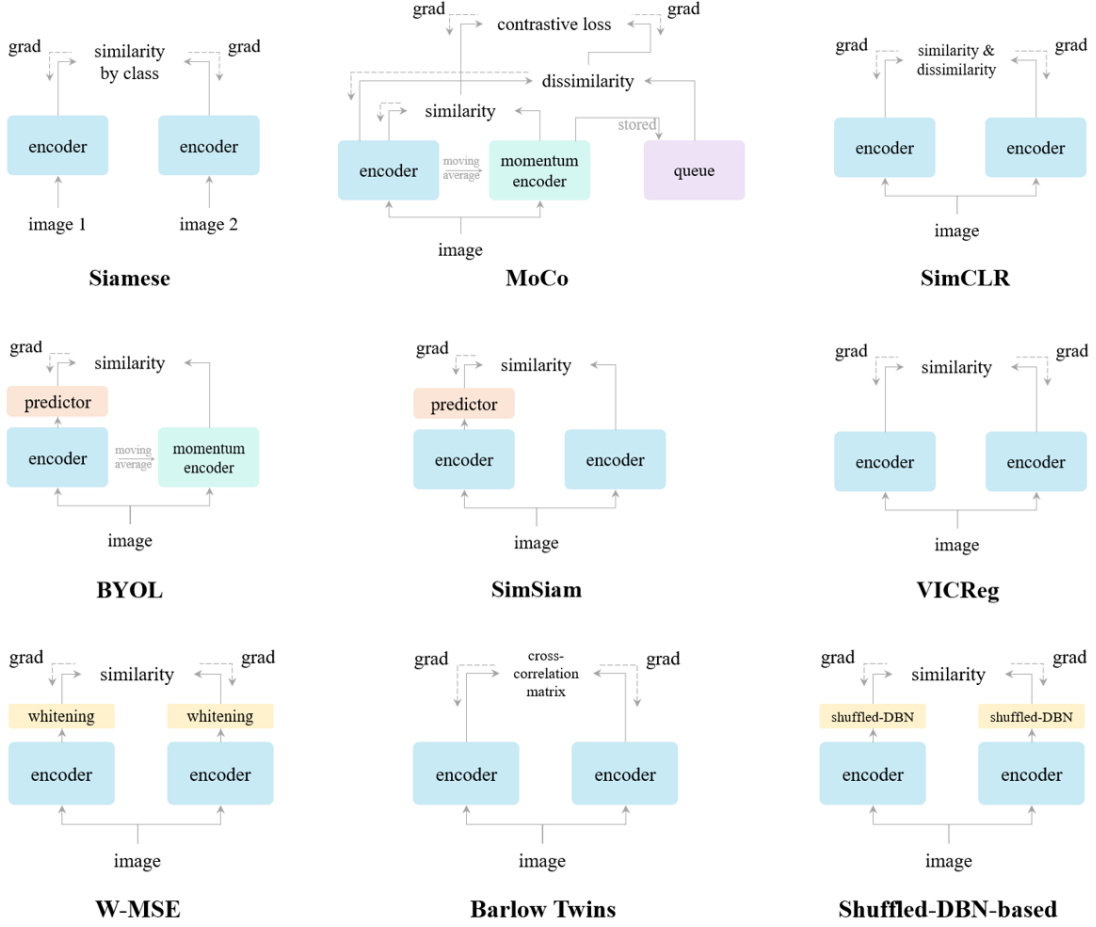 grad
similarity
by class
grad
encoder
encoder
image 1
image 2
Siamese
grad
contrastive loss
grad
dissimilarity
similarity
stored
encoder
moving
average
momentum
encoder
queue
image
MoCo
grad
similarity &
dissimilarity
grad
encoder
encoder
image
SimCLR
grad
similarity
predictor
encoder
moving
average
momentum
encoder
image
BYOL
grad
similarity
predictor
encoder
encoder
image
SimSiam
grad
similarity
grad
encoder
encoder
image
VICReg
grad
similarity
grad
whitening
whitening
encoder
encoder
image
W-MSE
grad
cross-
correlation
matrix
grad
encoder
encoder
image
Barlow Twins
grad
similarity
grad
shuffled-DBN
shuffled-DBN
encoder
encoder
image
Shuffled-DBN-based